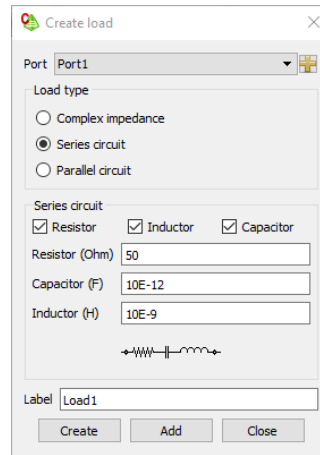 Create load
Port Port1
Load type
Complex impedance
Series circuit
Parallel circuit
Series circuit
Resistor Inductor Capacitor
Resistor (Ohm) 50
Capacitor (F) 10E-12
Inductor (H) 10E-9
Label Load1
Create Add Close